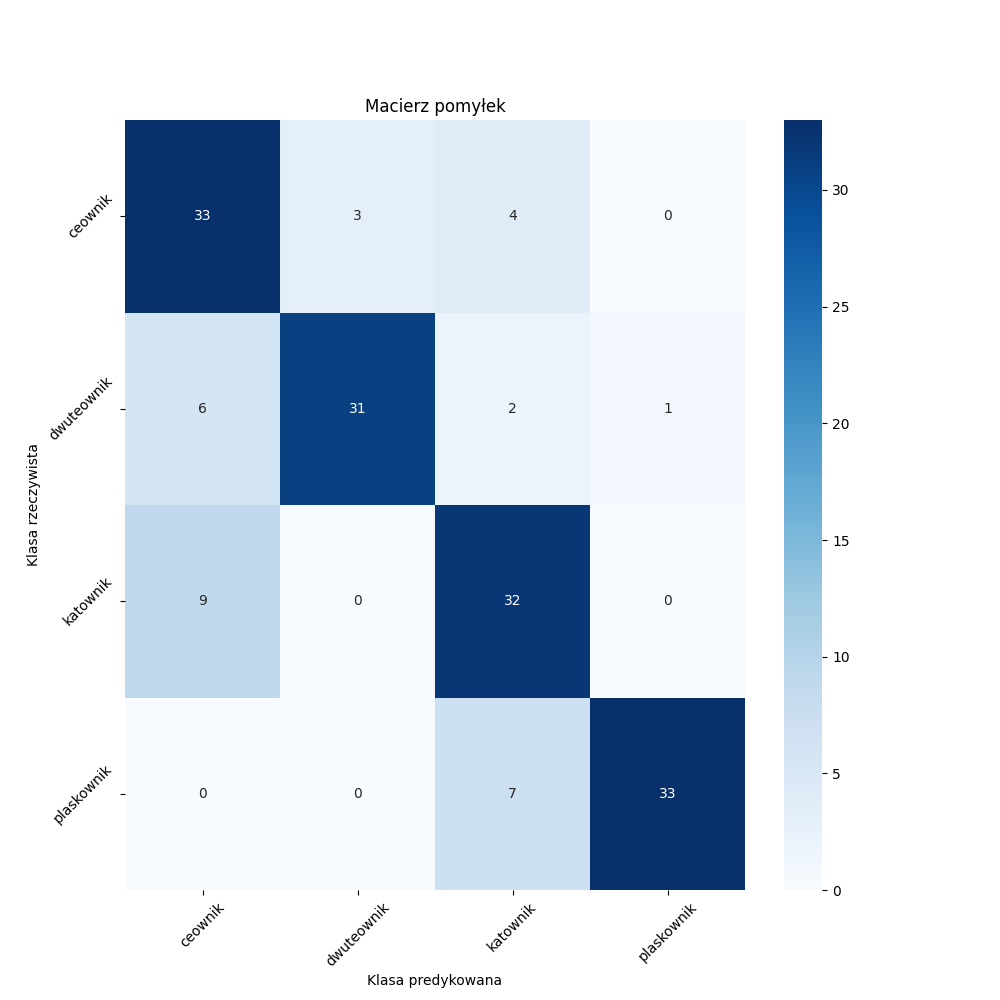 Macierz pomyłek
Klasa rzeczywista
ceownik 33 3 4 0
dwuteownik 6 31 2 1
katownik 9 0 32 0
plaskownik 0 0 7 33
ceownik dwuteownik katownik plaskownik
Klasa predykowana
30
25
20
15
10
5
0